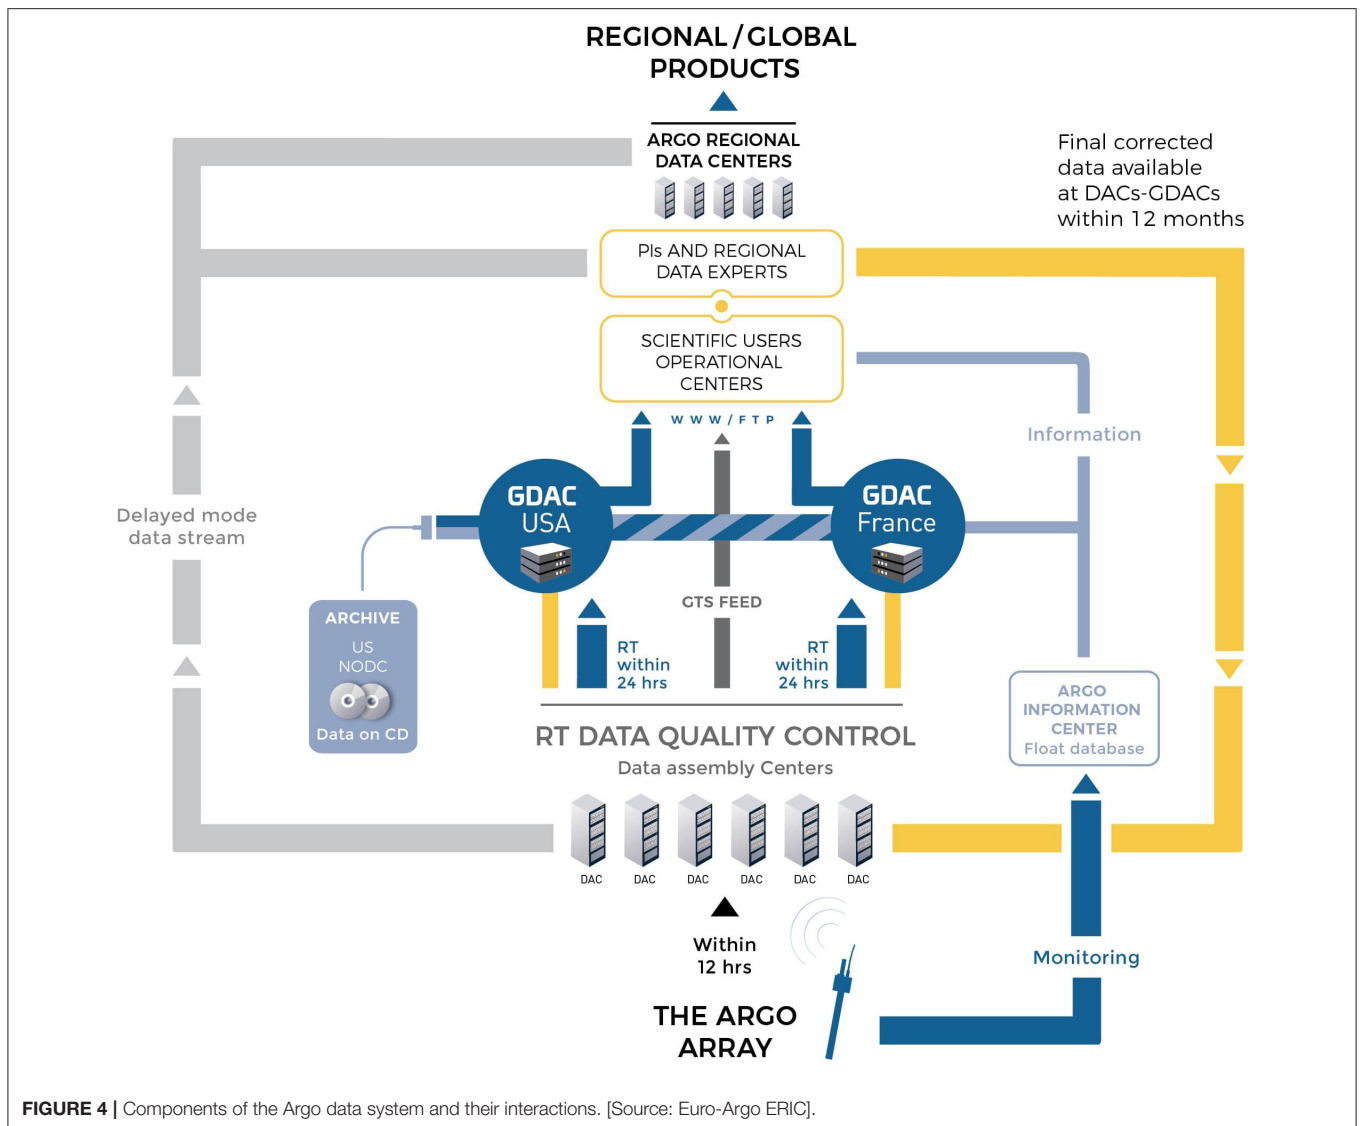 REGIONAL / GLOBAL
PRODUCTS
ARGO REGIONAL
DATA CENTERS
Final corrected
data available
at DACs-GDACs
within 12 months
PIs AND REGIONAL
DATA EXPERTS
SCIENTIFIC USERS
OPERATIONAL
CENTERS
WWW/FTP
Information
GDAC
USA
GDAC
France
Delayed mode
data stream
GTS FEED
ARCHIVE
US
NODC
Data on CD
RT
within
24 hrs
RT
within
24 hrs
ARGO
INFORMATION
CENTER
Float database
RT DATA QUALITY CONTROL
Data assembly Centers
DAC DAC DAC DAC DAC DAC
Within
12 hrs
Monitoring
THE ARGO
ARRAY
FIGURE 4 | Components of the Argo data system and their interactions. [Source: Euro-Argo ERIC].